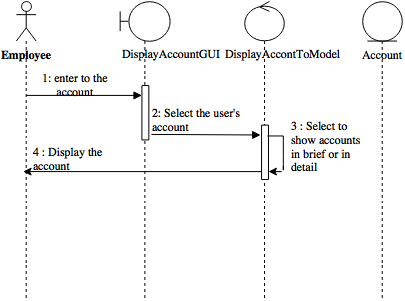 Employee
DisplayAccountGUI
DisplayAccontToModel
Account
1: enter to the
account
2: Select the user's
account
3 : Select to
show accounts
in brief or in
detail
4 : Display the
account